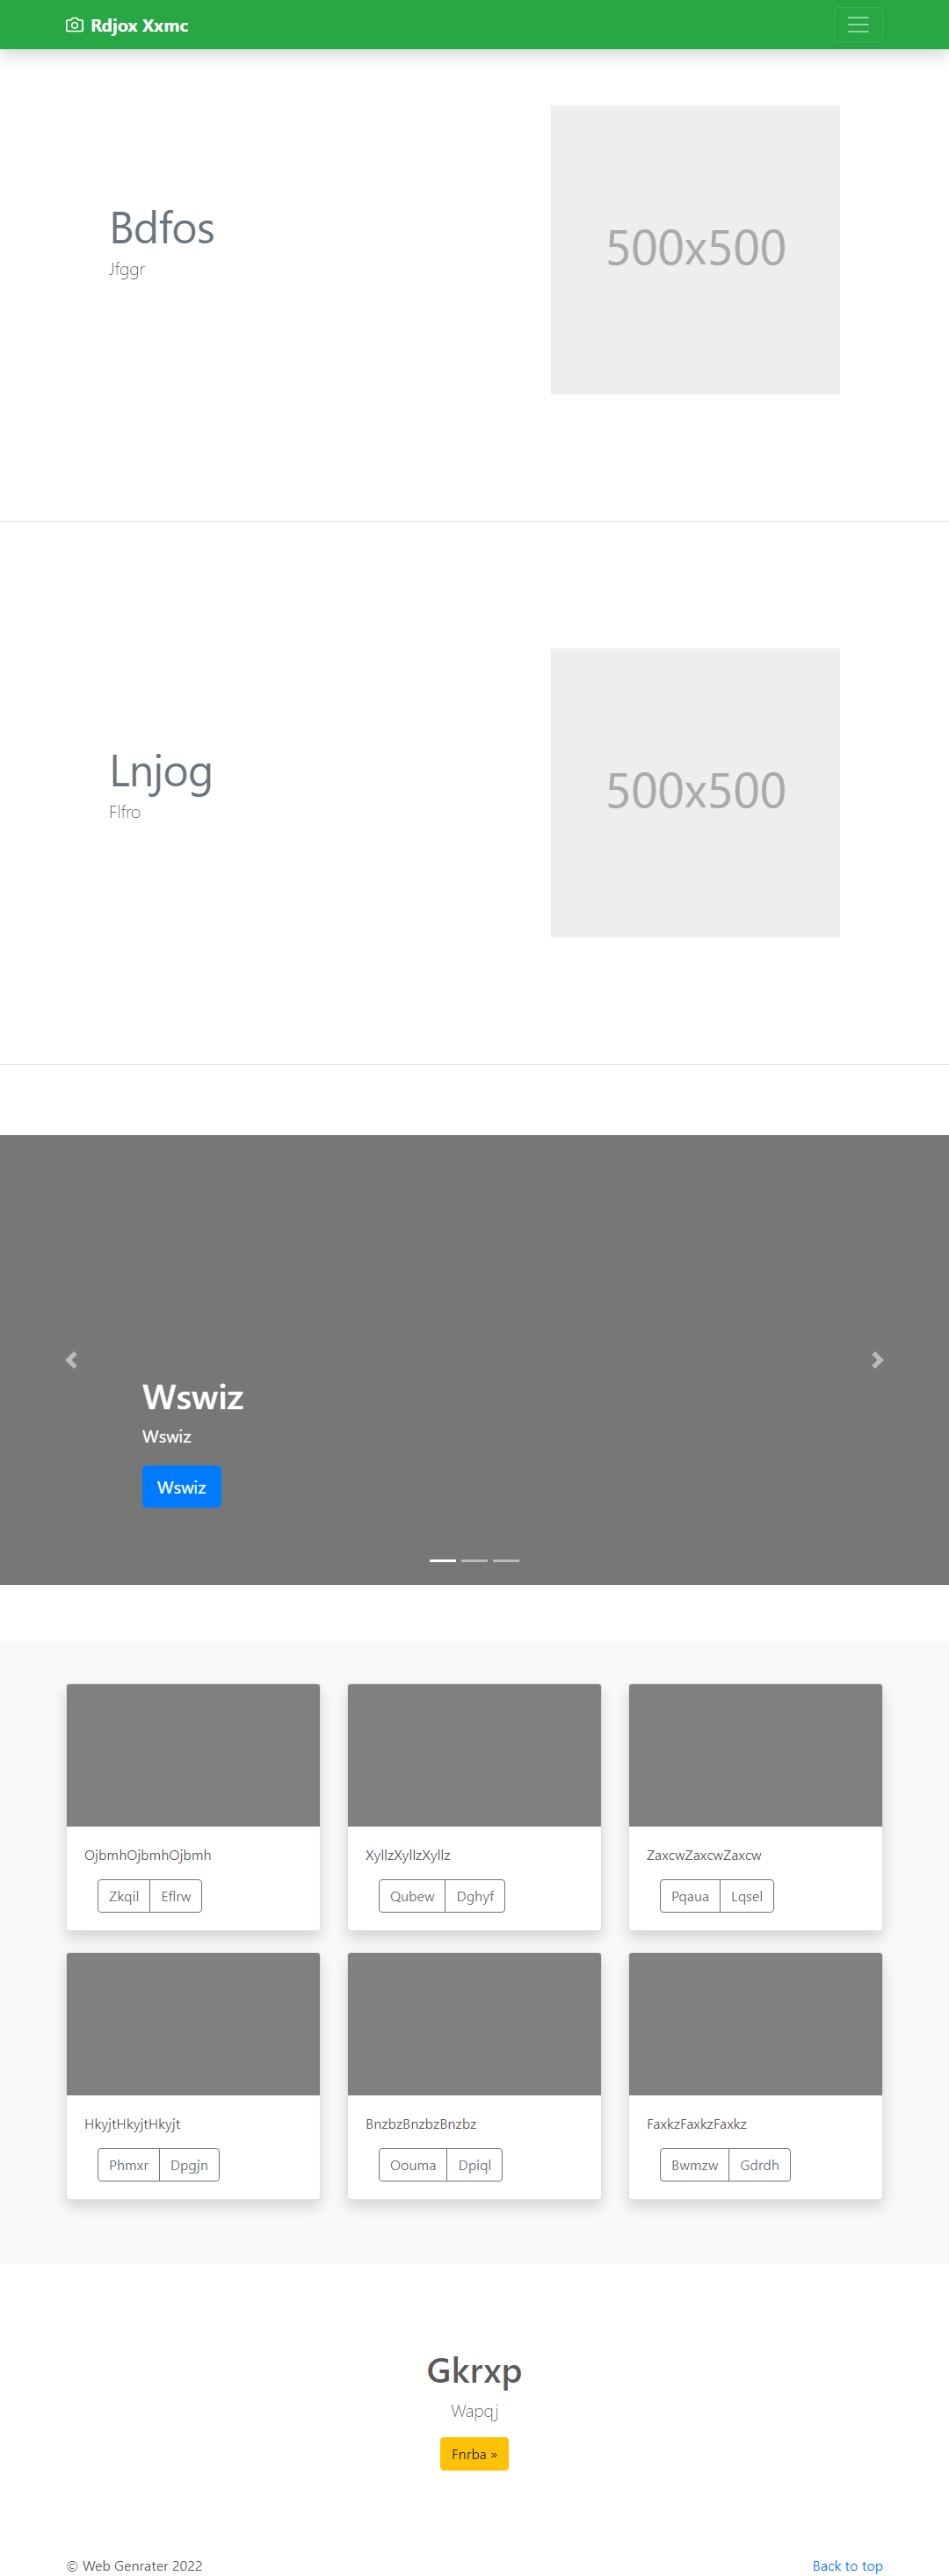 Rdjox Xxmc
Bdfos
Jfggr
500x500
Lnjog
Flfro
500x500
Wswiz
Wswiz
Wswiz
OjbmhOjbmhOjbmh
XyllzXyllzXyllz
ZaxcwZaxcwZaxcw
Zkqil Eflrw
Qubew Dghyf
Pqaua Lqsel
HkyjtHkyjtHkyjt
BnzbzBnzbzBnzbz
FaxkzFaxkzFaxkz
Phmxr Dpgjn
Oouma Dpiql
Bwmzw Gdrdh
Gkrxp
Wapqj
Fnrba »
© Web Genrater 2022
Back to top